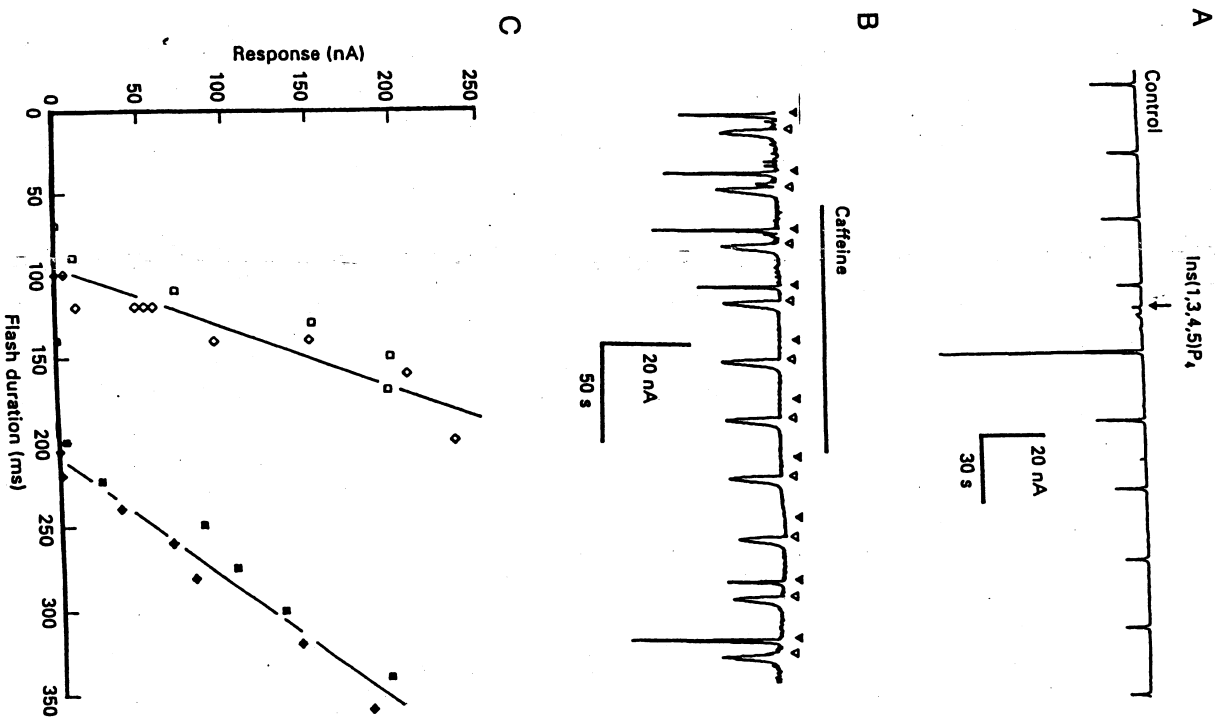 A
Control
Ins(1,3,4,5)P₄
20 nA
30 s
B
Caffeine
20 nA
50 s
C
Response (nA)
250
200
150
100
50
0
0
50
100
150
200
250
300
350
Flash duration (ms)